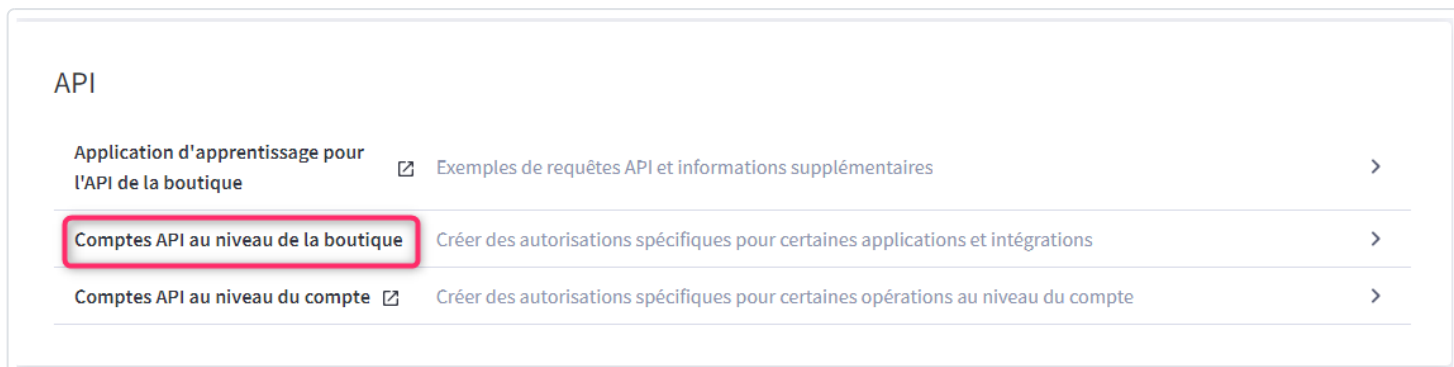 API
Application d'apprentissage pour
l'API de la boutique
Exemples de requêtes API et informations supplémentaires
Comptes API au niveau de la boutique
Créer des autorisations spécifiques pour certaines applications et intégrations
Comptes API au niveau du compte
Créer des autorisations spécifiques pour certaines opérations au niveau du compte